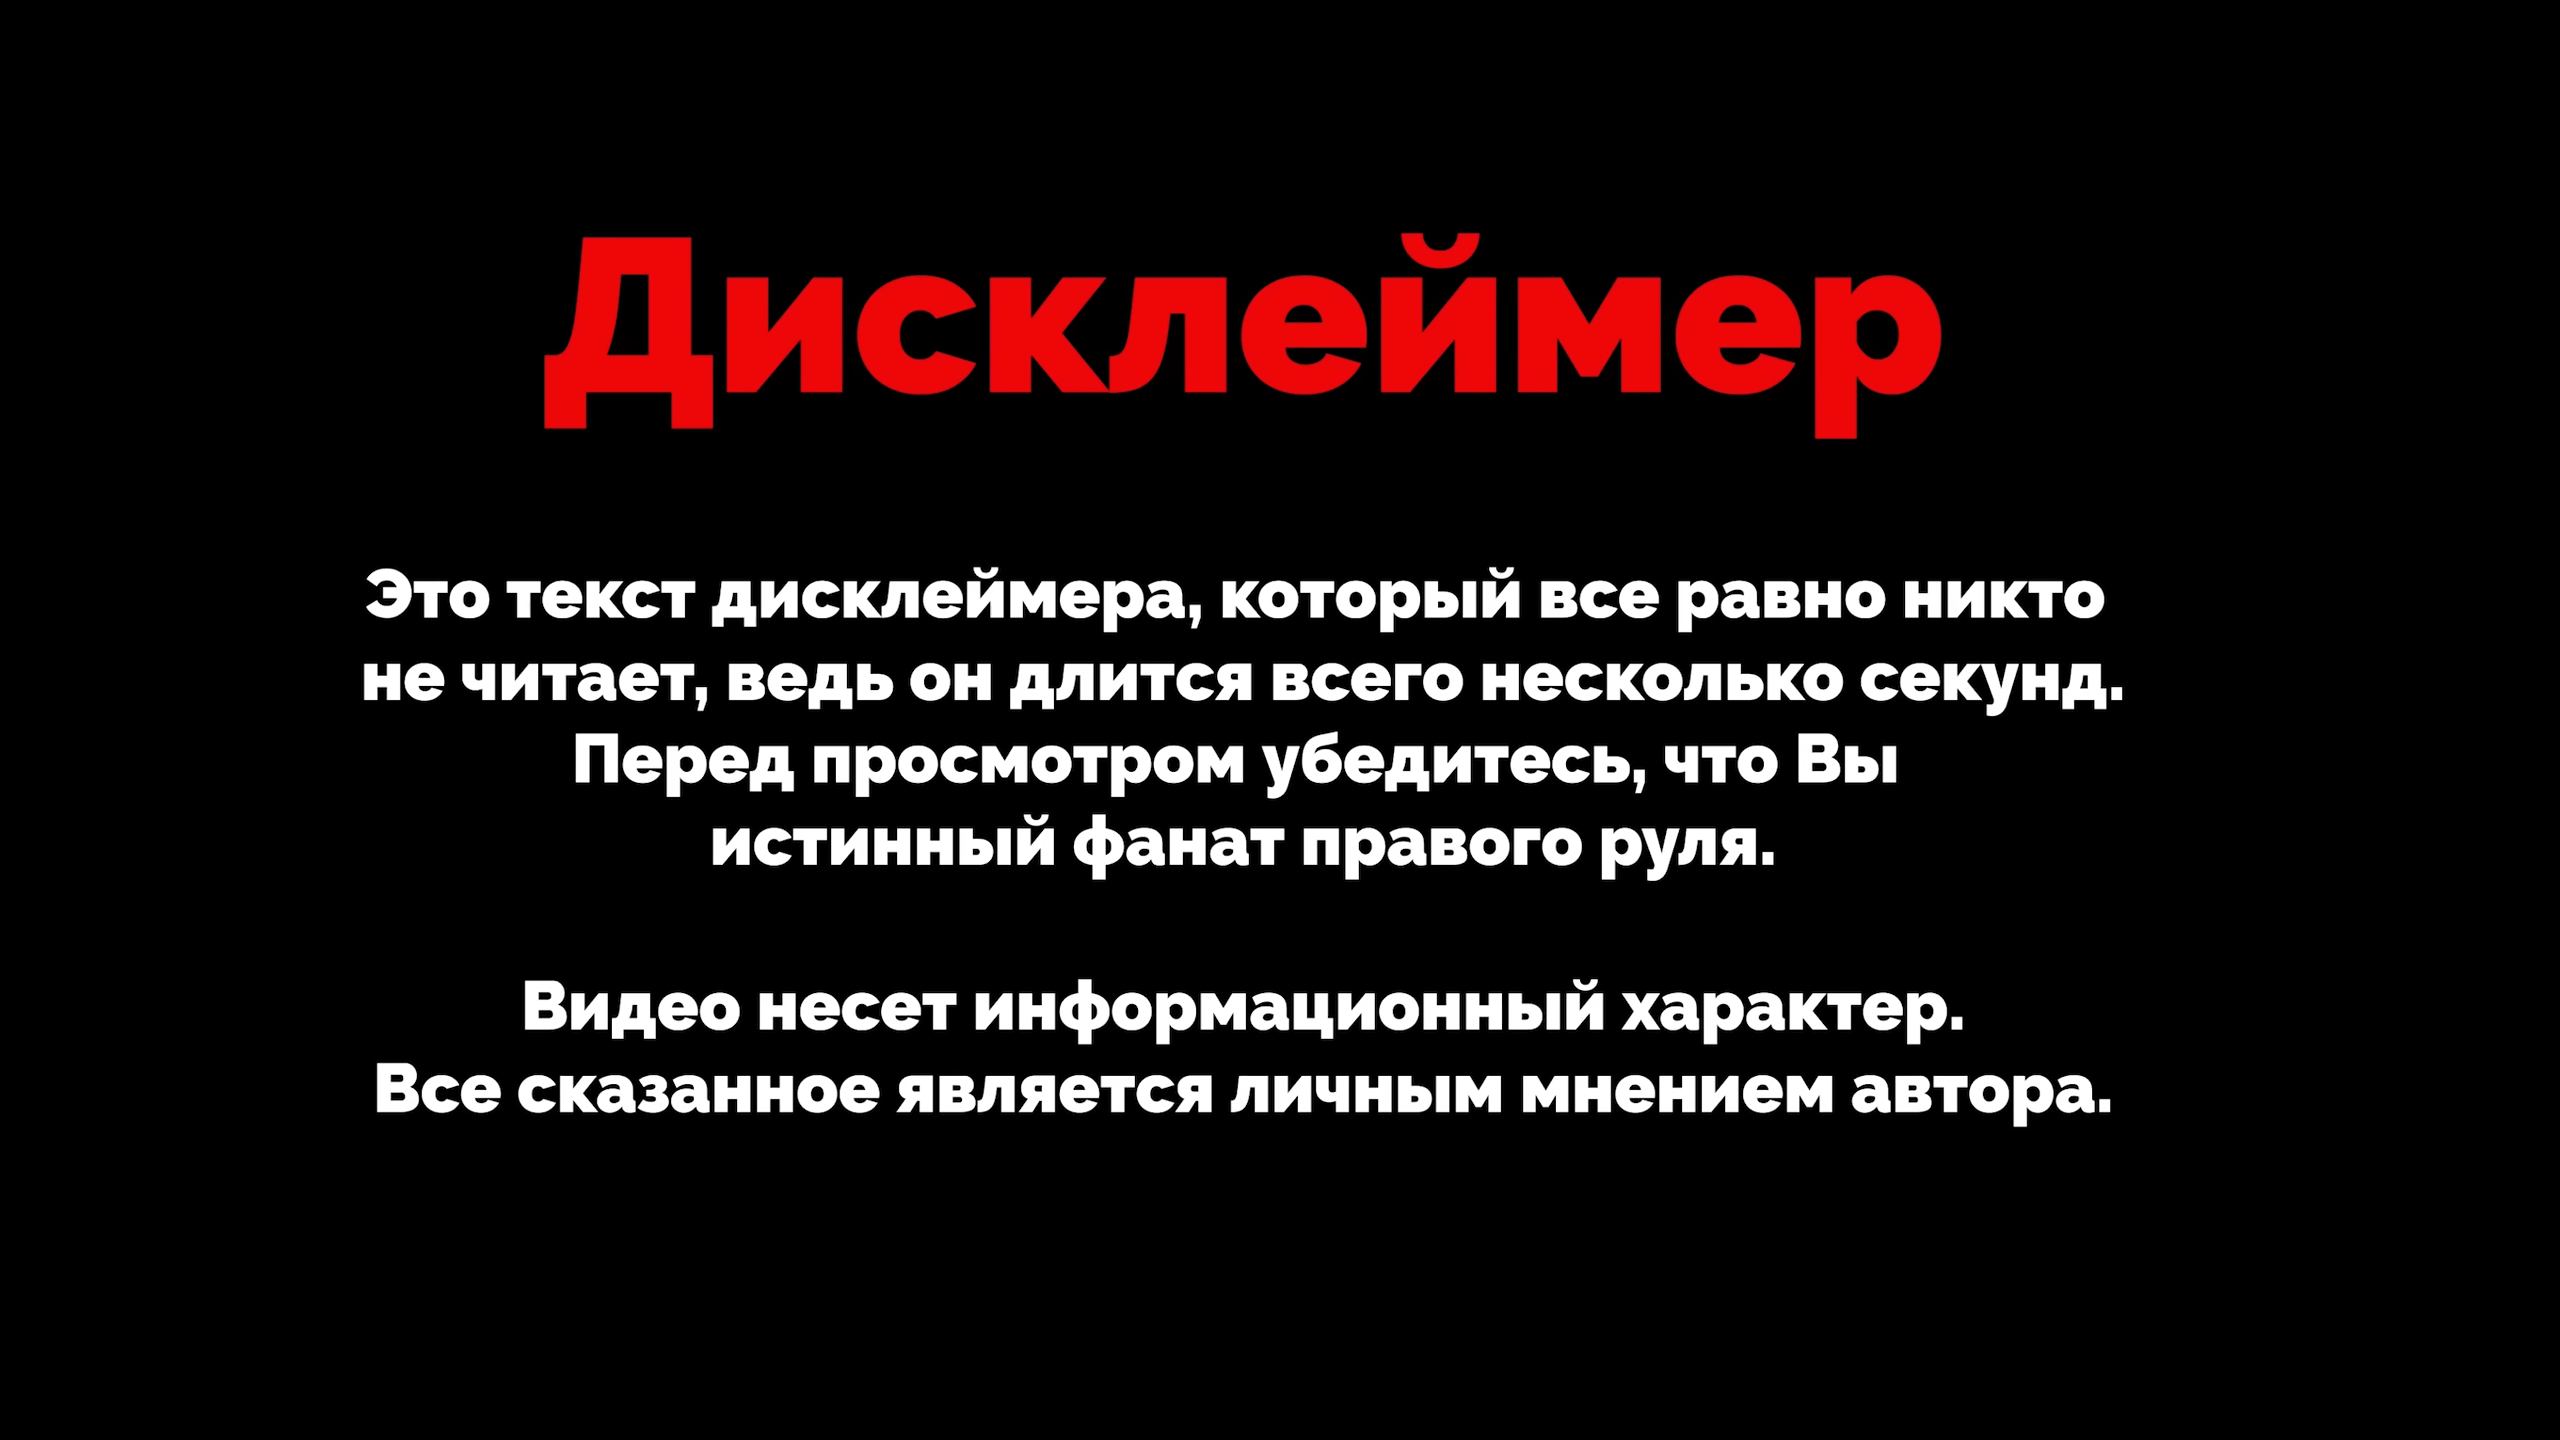 Дисклеймер
Это текст дисклеймера, который все равно никто
не читает, ведь он длится всего несколько секунд.
Перед просмотром убедитесь, что Вы
истинный фанат правого руля.
Видео несет информационный характер.
Все сказанное является личным мнением автора.